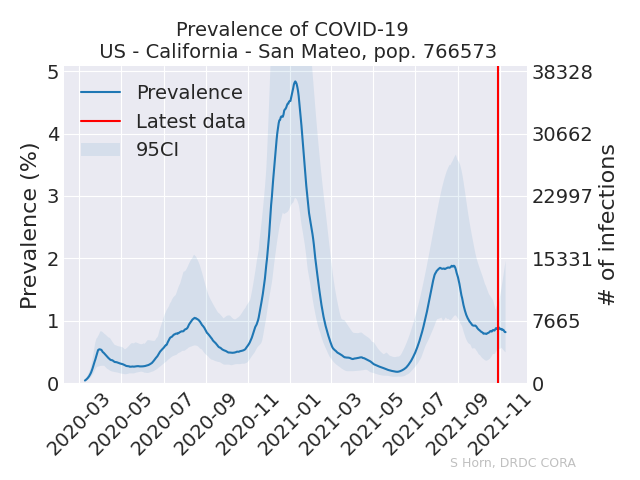 Prevalence of COVID-19
US - California - San Mateo, pop. 766573
Prevalence
Latest data
95CI
Prevalence (%)
5
4
3
2
1
0
38328
30662
22997
15331
7665
0
# of infections
2020-03
2020-05
2020-07
2020-09
2020-11
2021-01
2021-03
2021-05
2021-07
2021-09
2021-11
S Horn, DRDC CORA